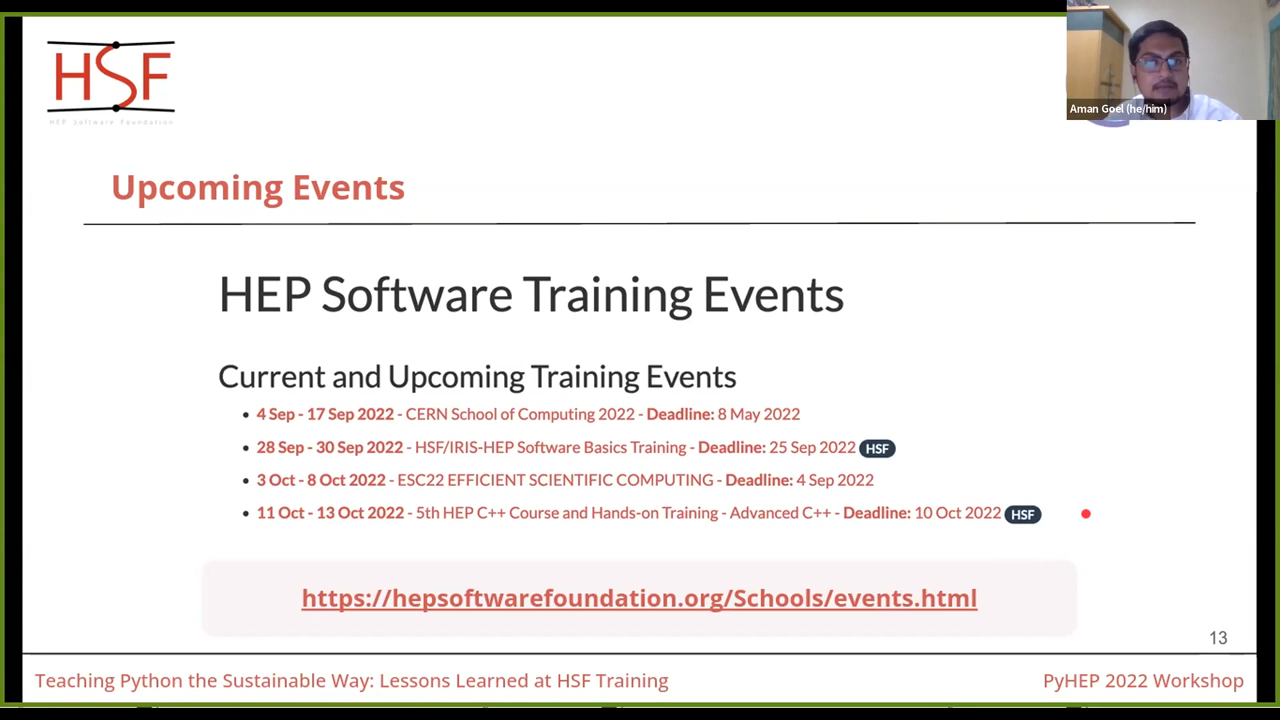 HSF
HEP Software Foundation
Aman Goel (he/him)
Upcoming Events
HEP Software Training Events
Current and Upcoming Training Events
• 4 Sep - 17 Sep 2022 - CERN School of Computing 2022 - Deadline: 8 May 2022
• 28 Sep - 30 Sep 2022 - HSF/IRIS-HEP Software Basics Training - Deadline: 25 Sep 2022 HSF
• 3 Oct - 8 Oct 2022 - ESC22 EFFICIENT SCIENTIFIC COMPUTING - Deadline: 4 Sep 2022
• 11 Oct - 13 Oct 2022 - 5th HEP C++ Course and Hands-on Training - Advanced C++ - Deadline: 10 Oct 2022 HSF
https://hepsoftwarefoundation.org/Schools/events.html
13
Teaching Python the Sustainable Way: Lessons Learned at HSF Training
PyHEP 2022 Workshop